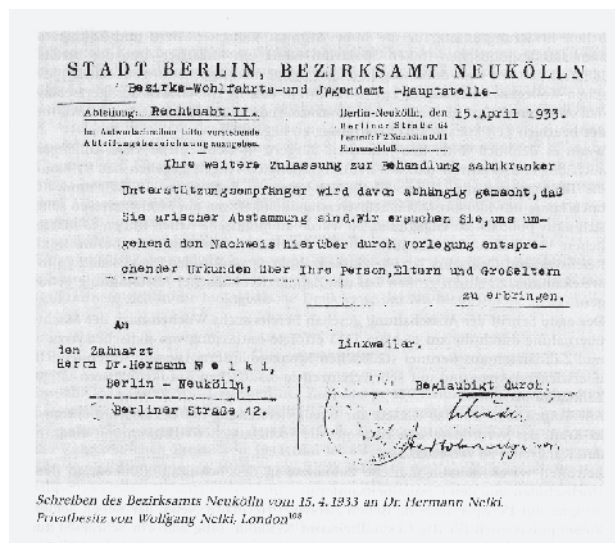 STADT BERLIN, BEZIRKSAMT NEUKÖLLN
Bezirks-Wohlfahrts-und Jugendamt -Hauptstelle-
Abteilung: Rechtsabt.II.
Im Antwortschreiben bitte vorstehende
Abteilungsbezeichnung anzugeben.
Berlin-Neukölln, den 15.April 1933.
Berliner Straße 64
Hausanschluß
Ihre weitere Zulassung zur Behandlung zahnkranker
Unterstützungsempfänger wird davon abhängig gemacht, daß
Sie arischer Abstammung sind.Wir ersuchen Sie, uns um-
gehend den Nachweis hierüber durch Vorlegung entspre-
chender Urkunden über Ihre Person, Eltern und Großeltern
zu erbringen.
An
den Zahnarzt
Herrn Dr.Hermann N e l k i,
Berlin - Neukölln,
Berliner Straße 42.
Linxweiler.
Beglaubigt durch:
Schreiben des Bezirksamts Neukölln vom 15.4.1933 an Dr. Hermann Nelki.
Privatbesitz von Wolfgang Nelki, London108